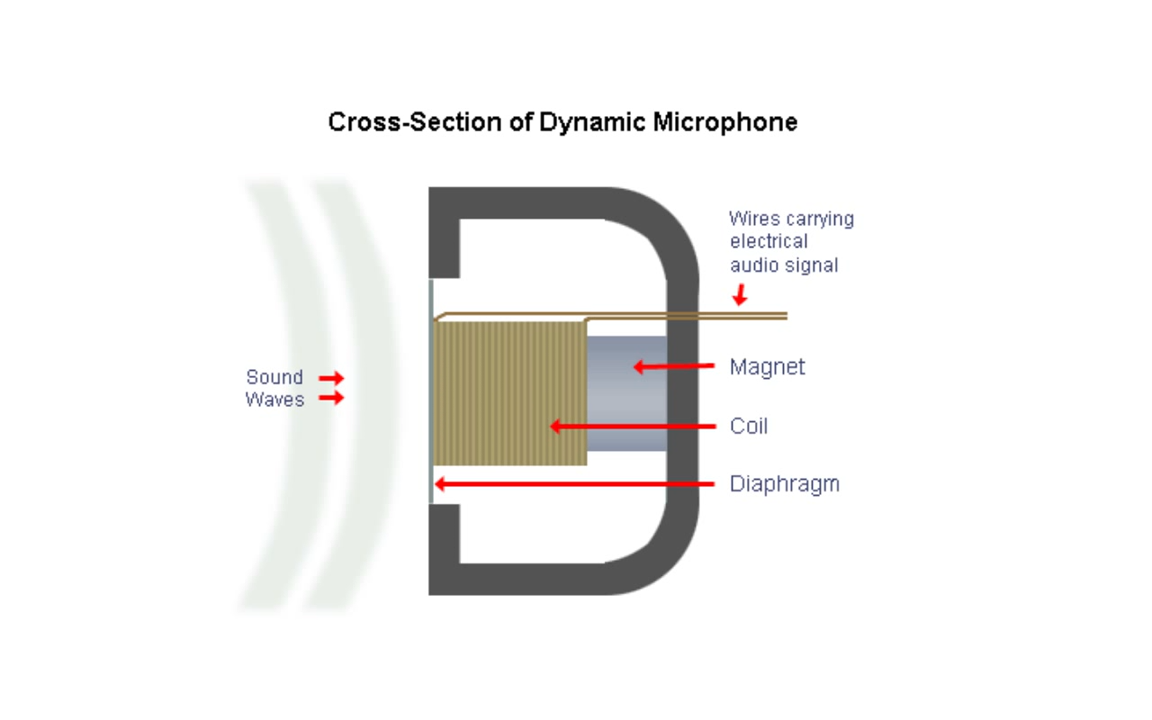 Cross-Section of Dynamic Microphone
Wires carrying
electrical
audio signal
Sound
Waves
Magnet
Coil
Diaphragm